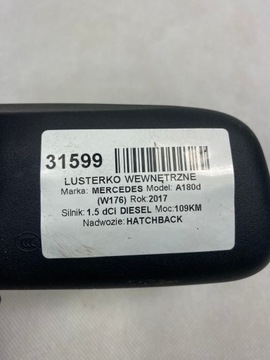 31599
LUSTERKO WEWNĘTRZNE
Marka: MERCEDES Model: A180d
(W176) Rok:2017
Silnik:1.5 dCi DIESEL Moc:109KM
Nadwozie:HATCHBACK